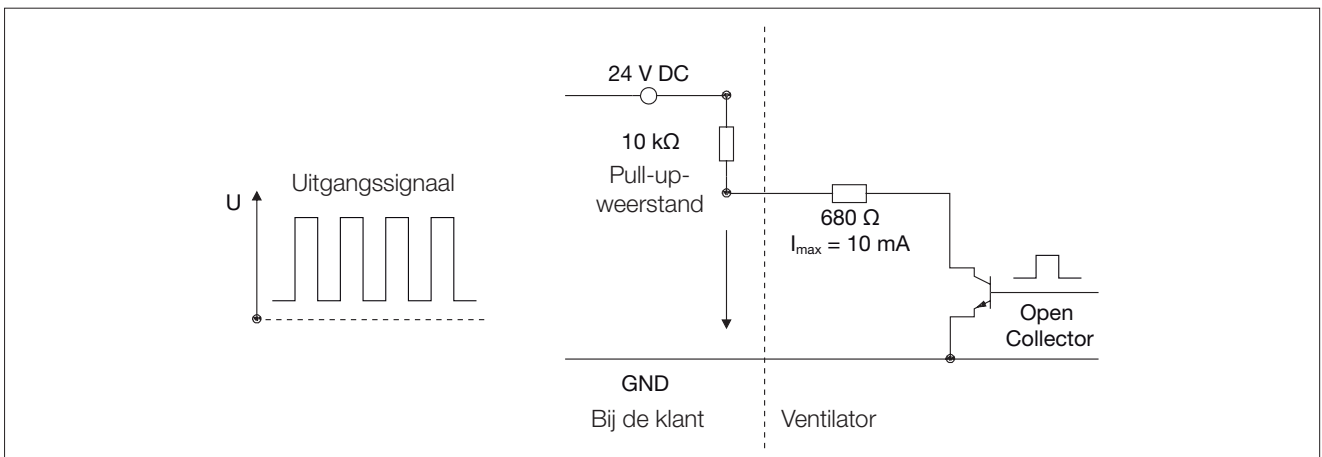 24 V DC
10 kΩ
Pull-up-
weerstand
Uitgangssignaal
U
680 Ω
Imax = 10 mA
Open
Collector
GND
Bij de klant
Ventilator